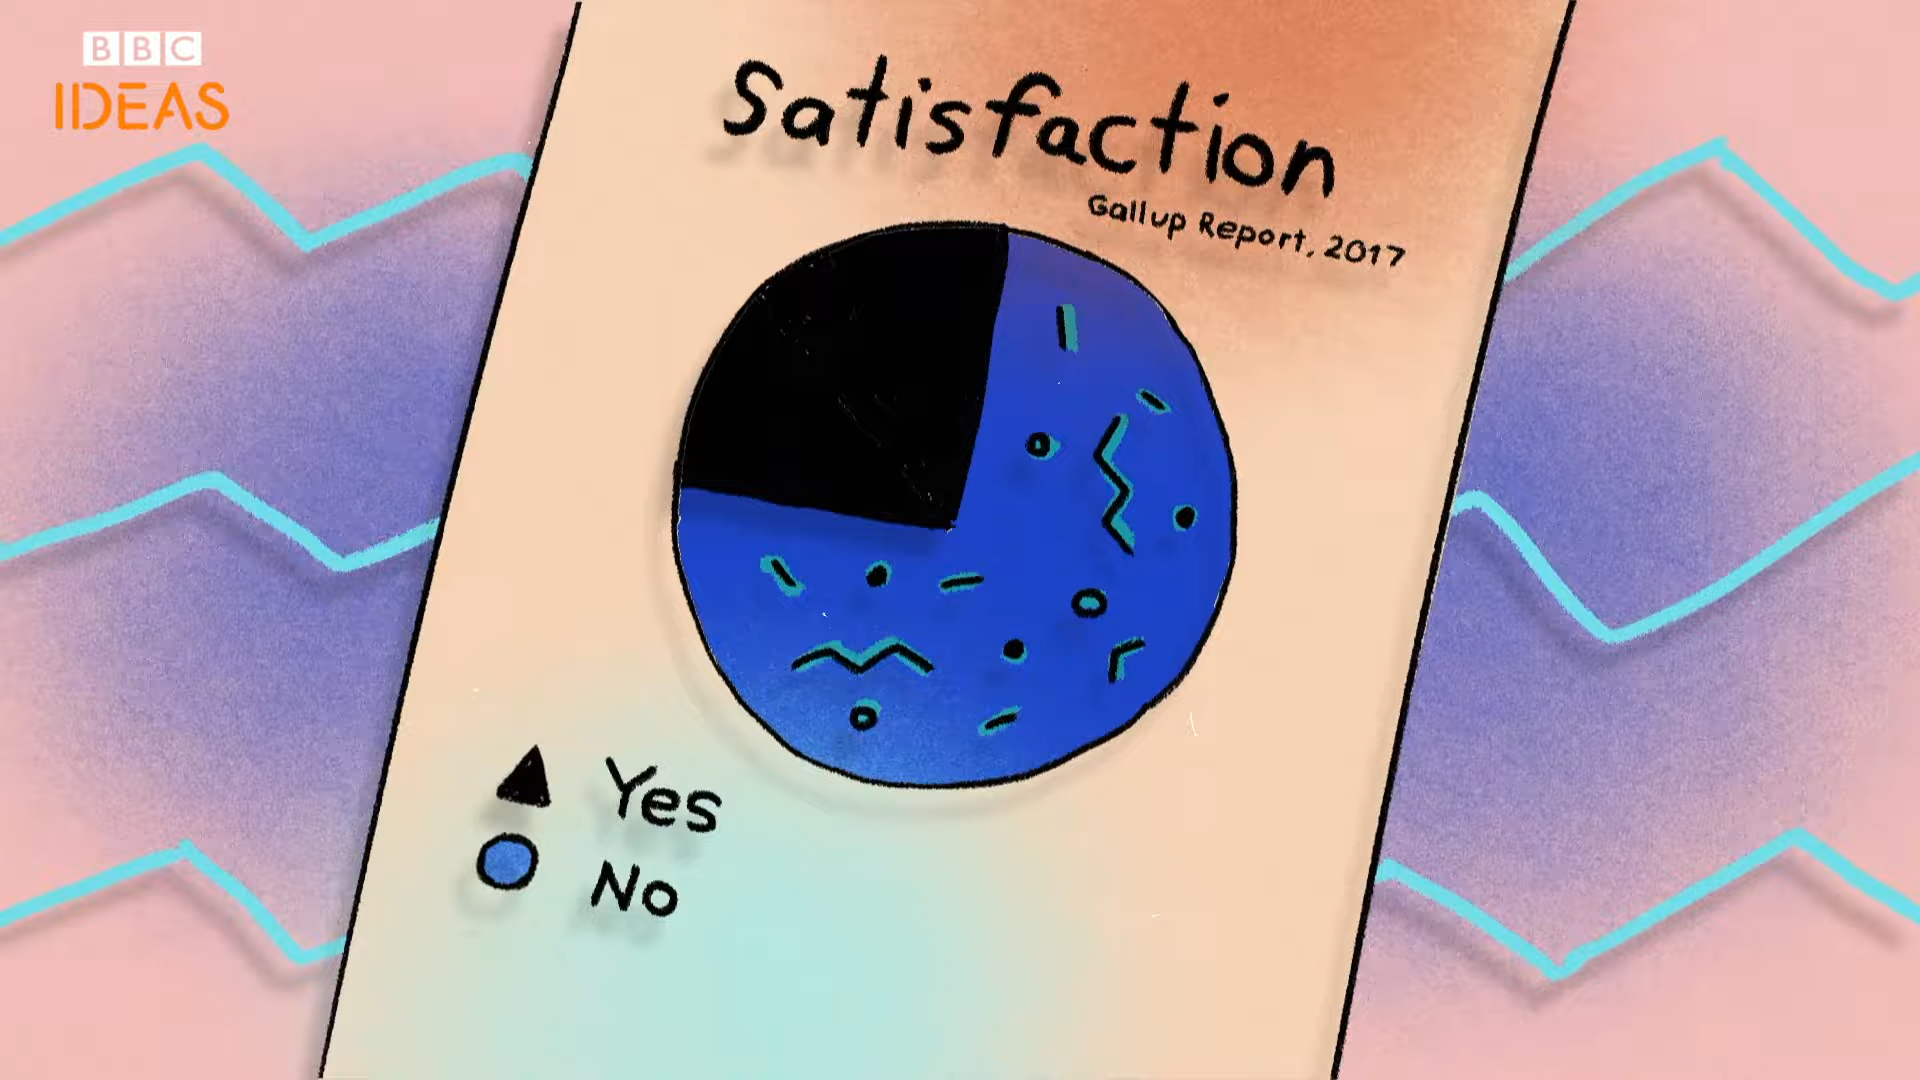 BBC
IDEAS
Satisfaction
Gallup Report, 2017
Yes
No